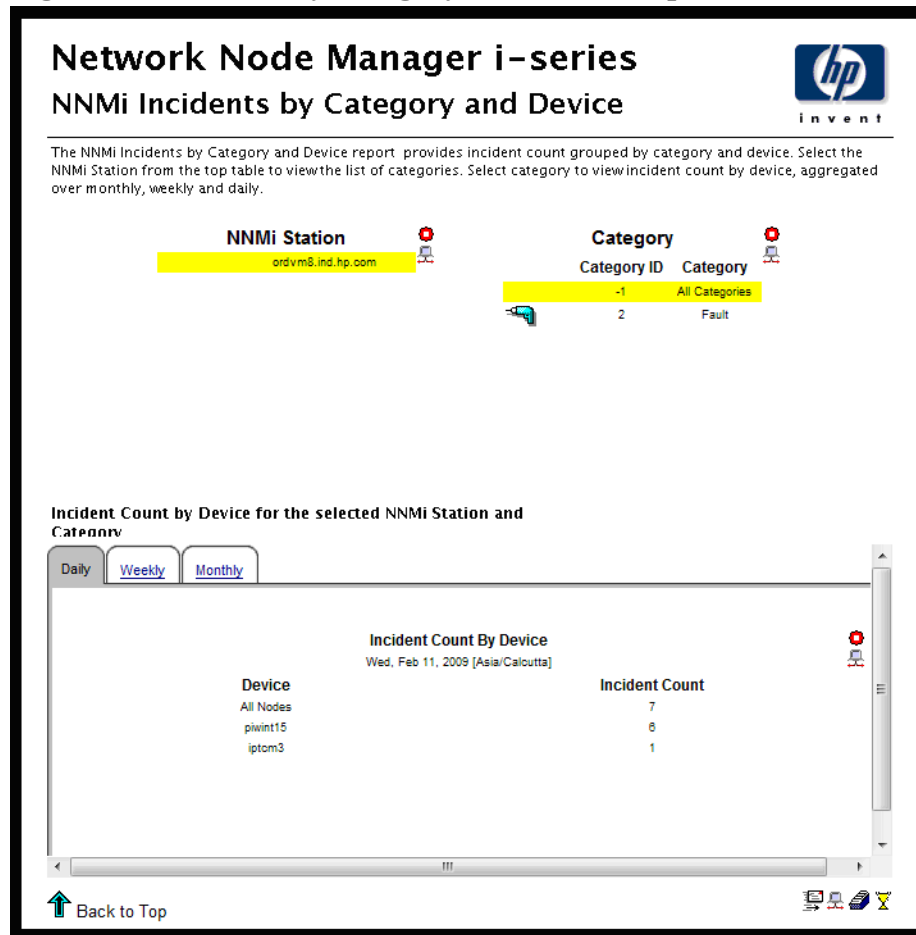 Network Node Manager i-series
NNMi Incidents by Category and Device
hp
invent
The NNMi Incidents by Category and Device report provides incident count grouped by category and device. Select the
NNMi Station from the top table to view the list of categories. Select category to view incident count by device, aggregated
over monthly, weekly and daily.
NNMi Station
ordvm8.ind.hp.com
Category
Category ID Category
-1 All Categories
2 Fault
Incident Count by Device for the selected NNMi Station and
Category
Daily Weekly Monthly
Incident Count By Device
Wed, Feb 11, 2009 [Asia/Calcutta]
Device Incident Count
All Nodes 7
piwint15 6
iptcm3 1
Back to Top